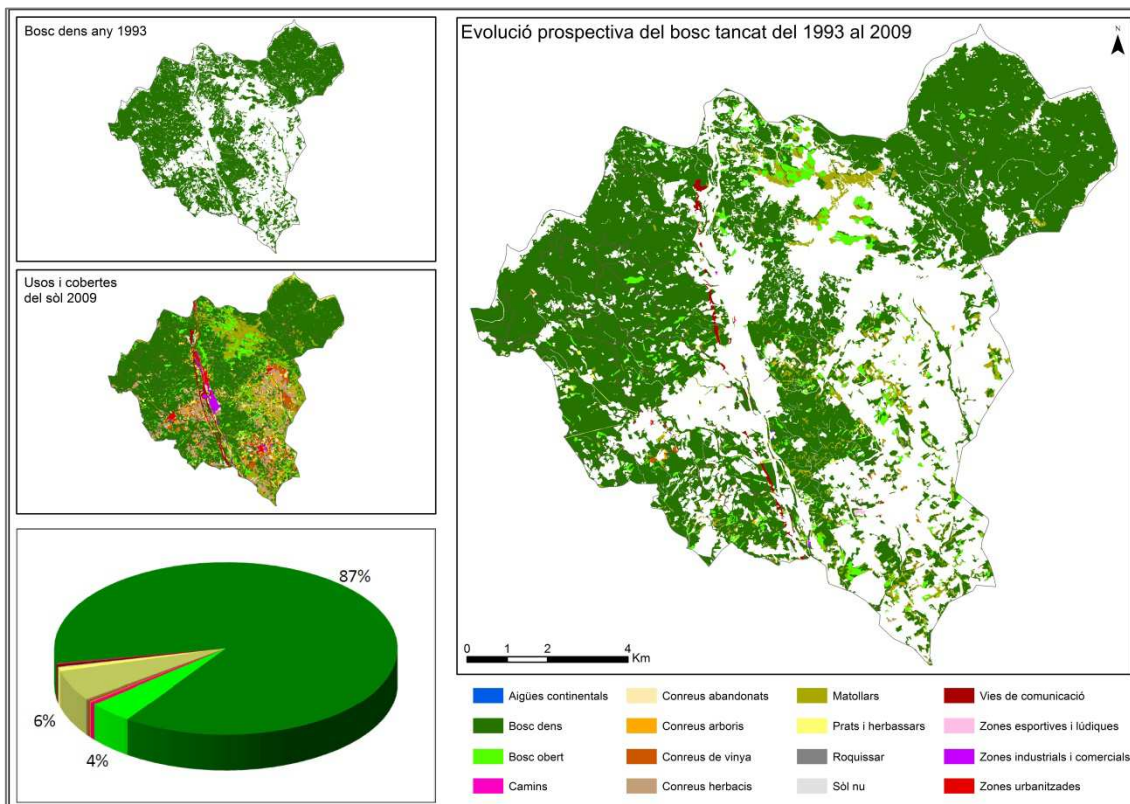 Bosc dens any 1993
Usos i cobertes
del sòl 2009
87%
6%
4%
Evolució prospectiva del bosc tancat del 1993 al 2009
N
0 1 2 4
Km
Aigües continentals
Bosc dens
Bosc obert
Camins
Conreus abandonats
Conreus arboris
Conreus de vinya
Conreus herbacis
Matollars
Prats i herbassars
Roquissar
Sòl nu
Vies de comunicació
Zones esportives i lúdiques
Zones industrials i comercials
Zones urbanitzades